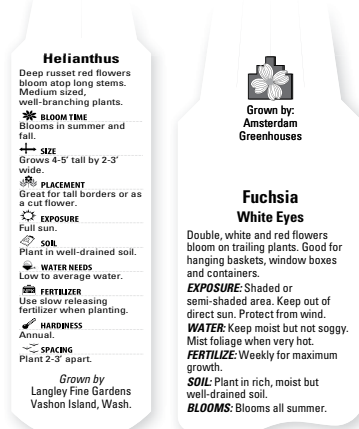 Helianthus
Deep russet red flowers
bloom atop long stems.
Medium sized,
well-branching plants.
BLOOM TIME
Blooms in summer and
fall.
SIZE
Grows 4-5' tall by 2-3'
wide.
PLACEMENT
Great for tall borders or as
a cut flower.
EXPOSURE
Full sun.
SOIL
Plant in well-drained soil.
WATER NEEDS
Low to average water.
FERTILIZER
Use slow releasing
fertilizer when planting.
HARDINESS
Annual.
SPACING
Plant 2-3' apart.
Grown by
Langley Fine Gardens
Vashon Island, Wash.
Grown by:
Amsterdam
Greenhouses
Fuchsia
White Eyes
Double, white and red flowers
bloom on trailing plants. Good for
hanging baskets, window boxes
and containers.
EXPOSURE: Shaded or
semi-shaded area. Keep out of
direct sun. Protect from wind.
WATER: Keep moist but not soggy.
Mist foliage when very hot.
FERTILIZE: Weekly for maximum
growth.
SOIL: Plant in rich, moist but
well-drained soil.
BLOOMS: Blooms all summer.